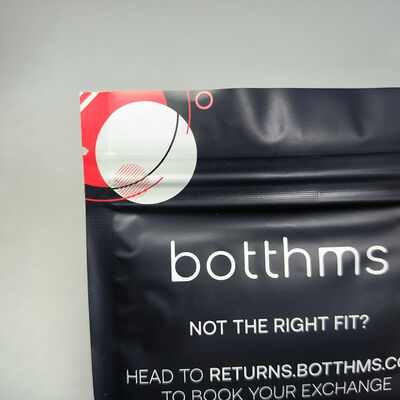 botthms
NOT THE RIGHT FIT?
HEAD TO RETURNS.BOTTHMS.CO
TO BOOK YOUR EXCHANGE